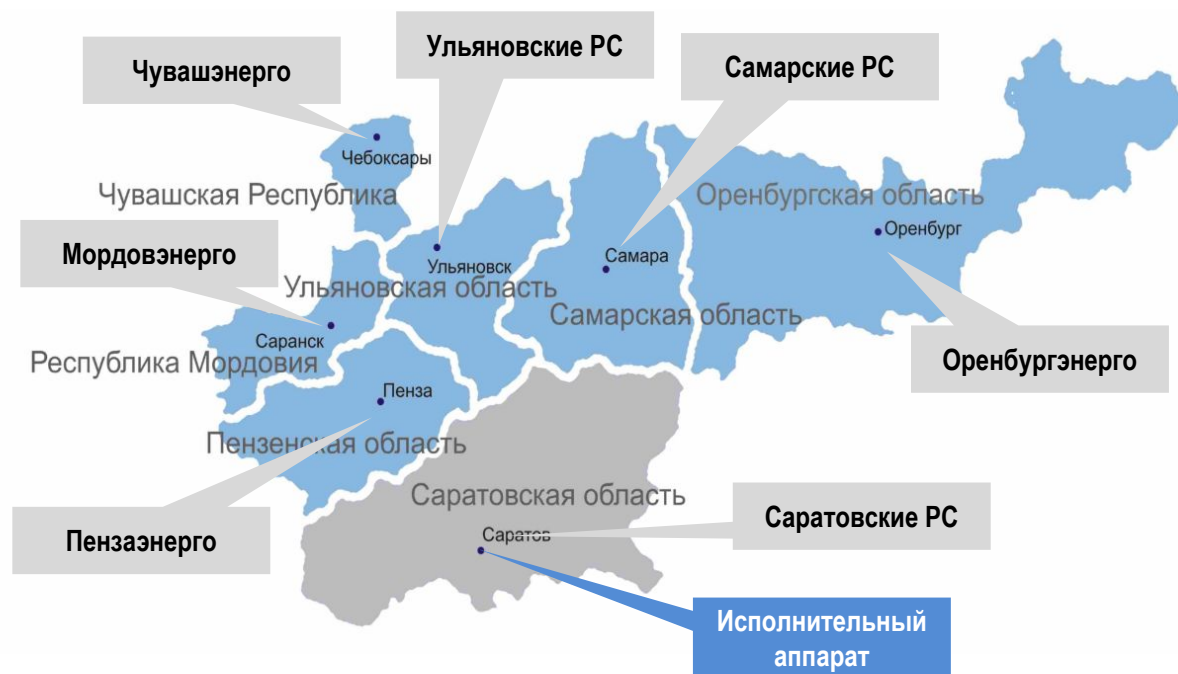 Ульяновские РС
Самарские РС
Чувашэнерго
Чебоксары
Чувашская Республика
Оренбургская область
Оренбург
Мордовэнерго
Ульяновск
Самара
Ульяновская область
Самарская область
Саранск
Республика Мордовия
Оренбургэнерго
Пенза
Пензенская область
Саратовская область
Саратовские РС
Пензаэнерго
Саратов
Исполнительный
аппарат